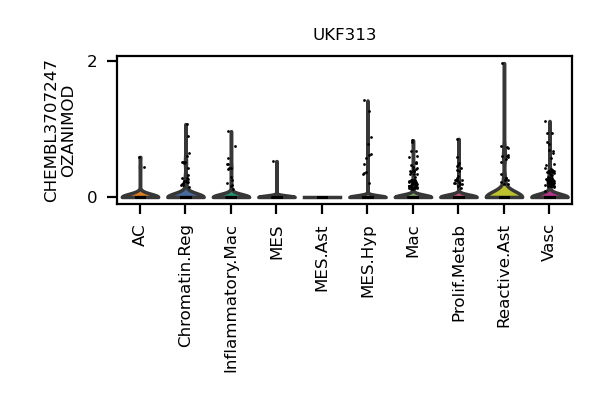 UKF313
CHEMBL3707247
OZANIMOD
2
0
AC
Chromatin.Reg
Inflammatory.Mac
MES
MES.Ast
MES.Hyp
Mac
Prolif.Metab
Reactive.Ast
Vasc